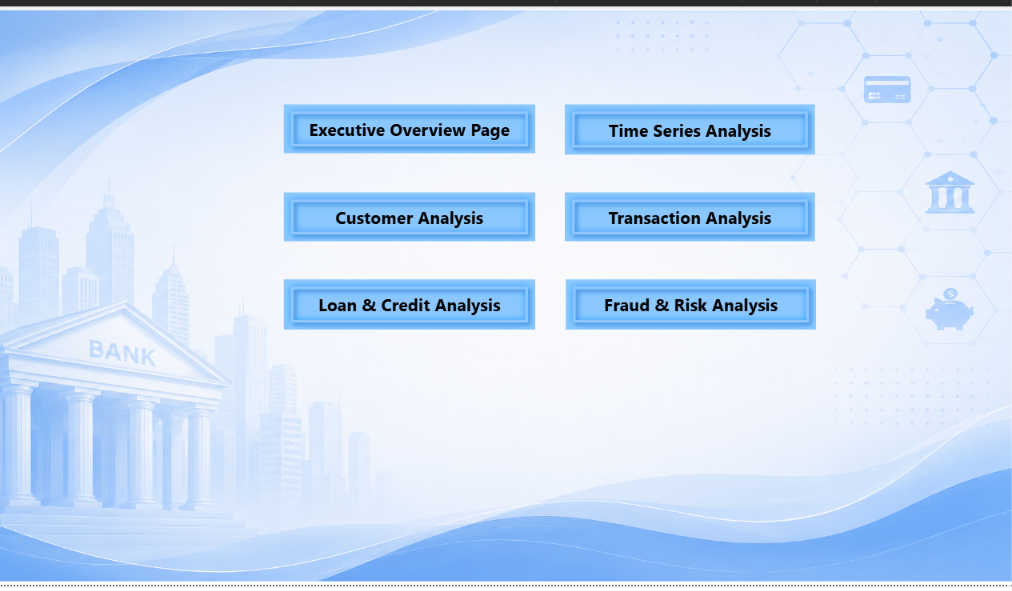 Executive Overview Page
Time Series Analysis
Customer Analysis
Transaction Analysis
Loan & Credit Analysis
Fraud & Risk Analysis
BANK